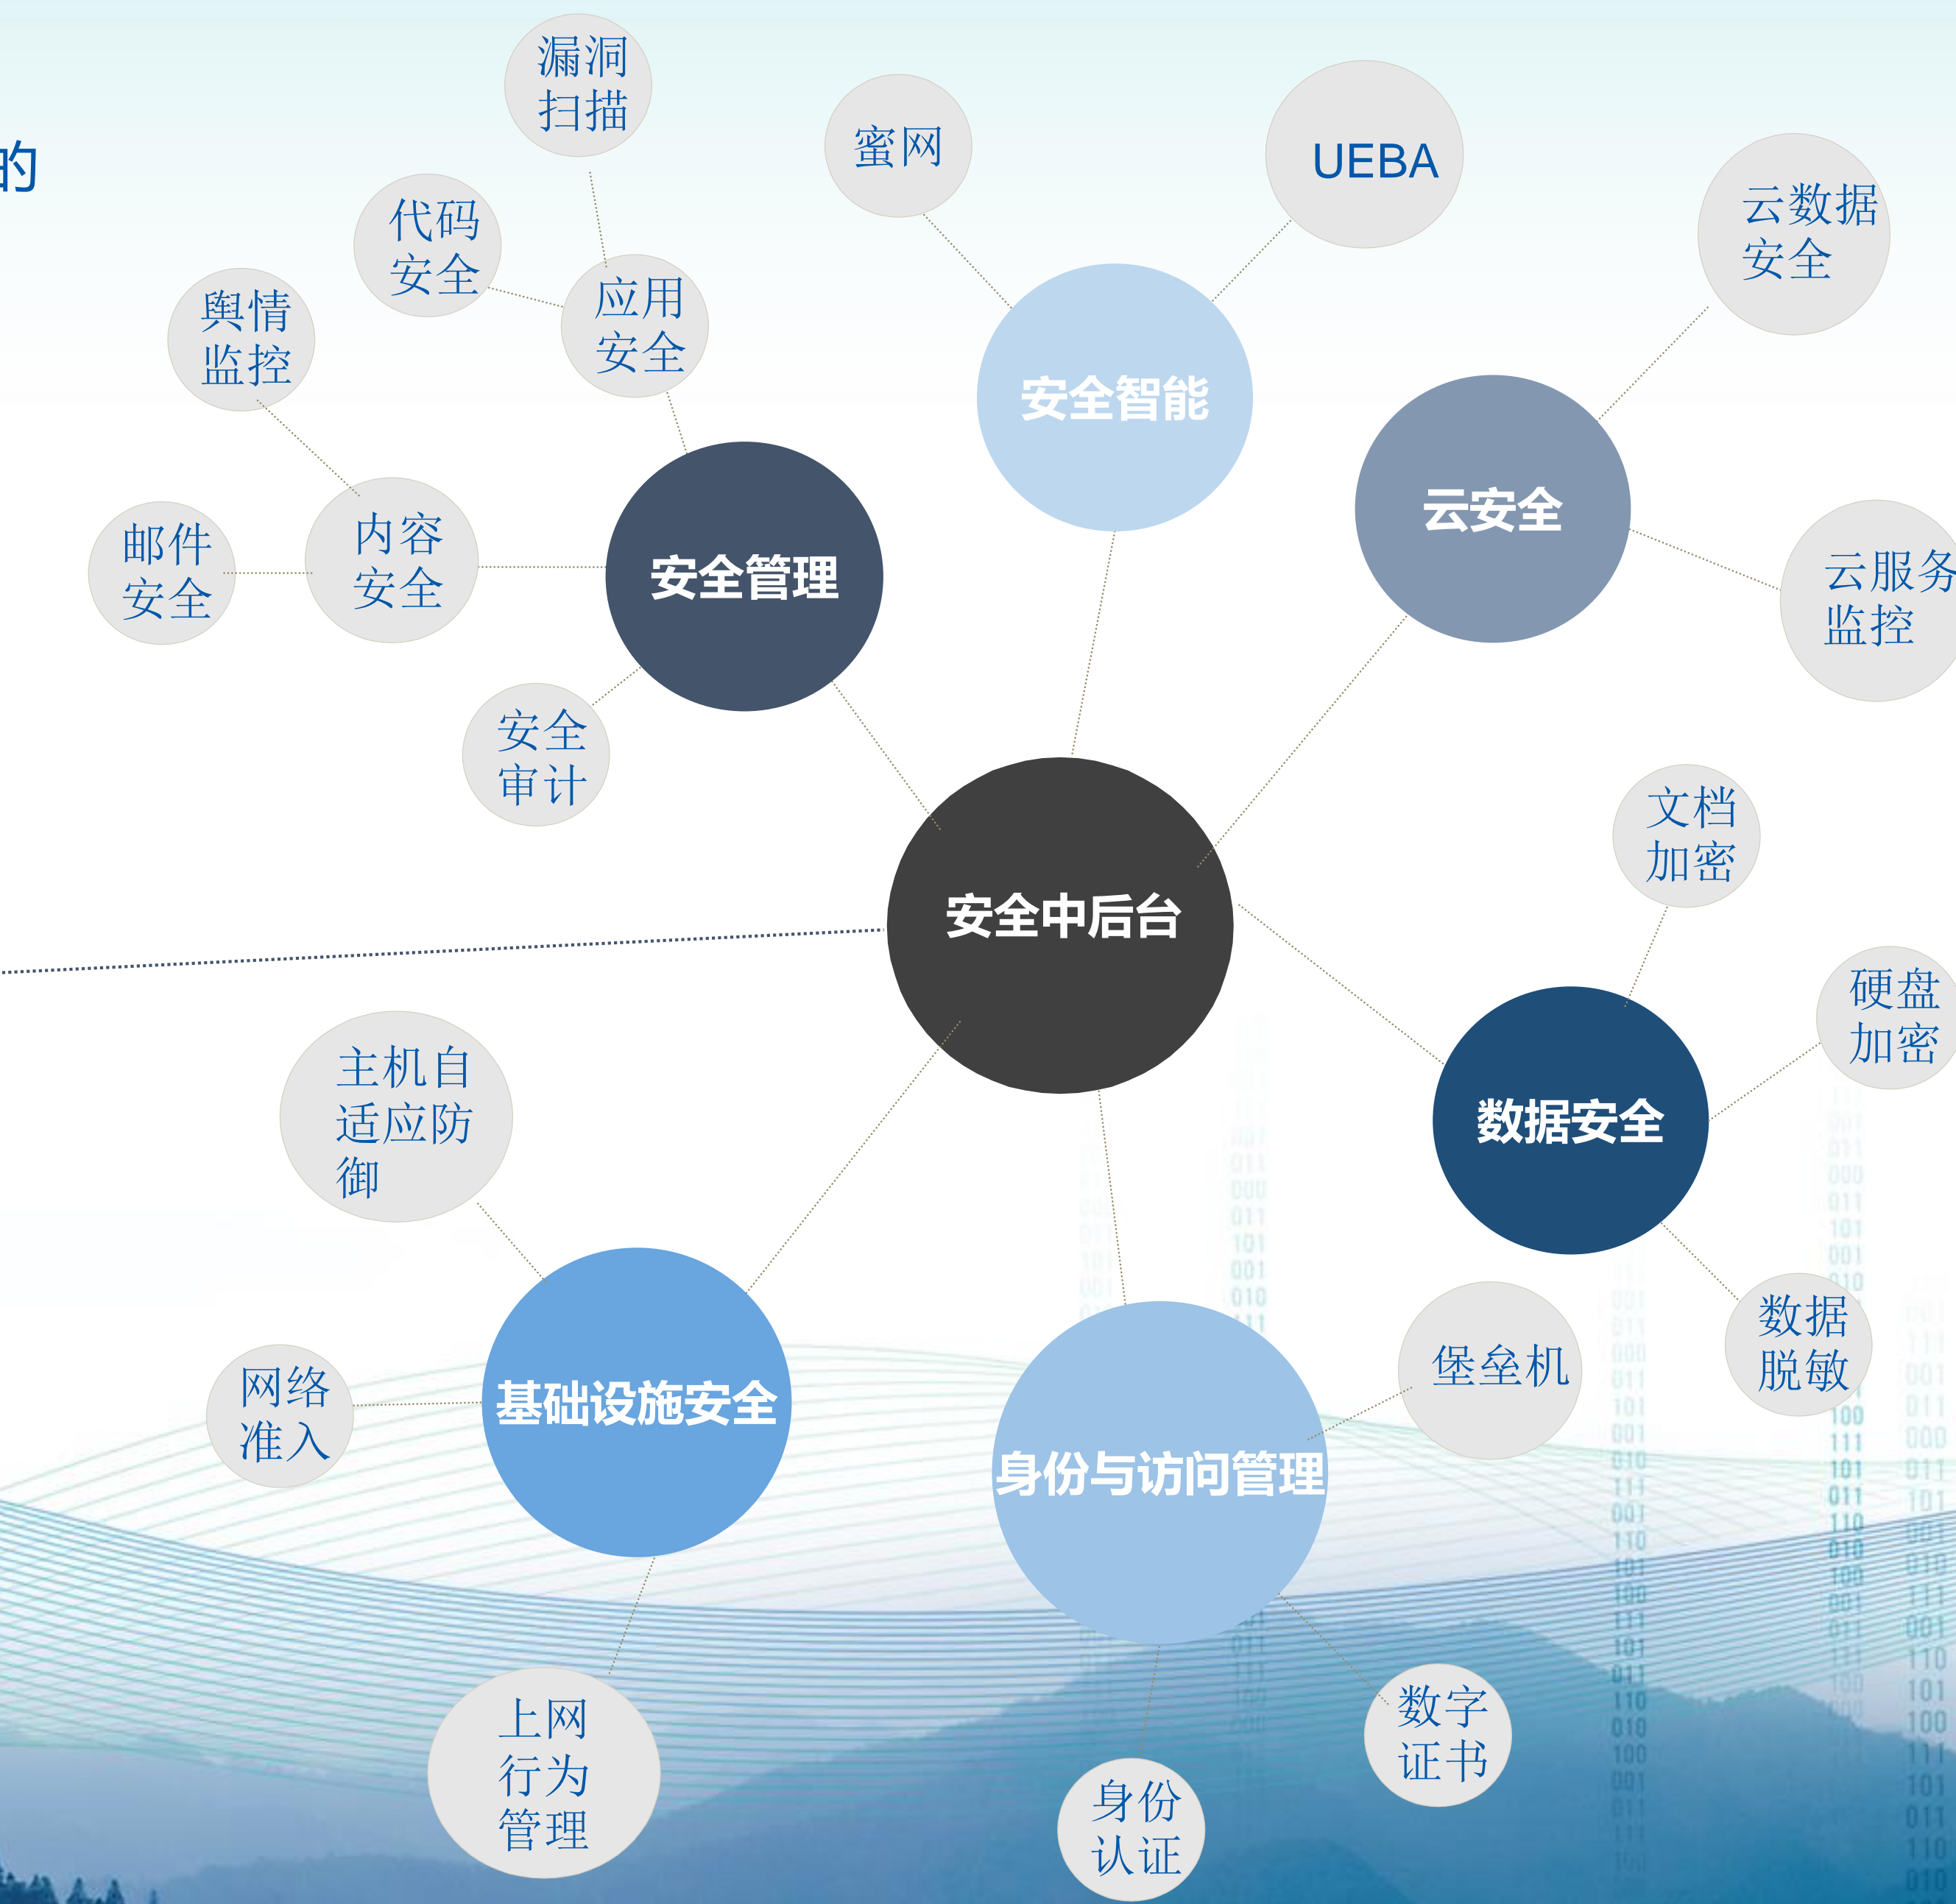 的
漏洞
扫描
蜜网
UEBA
云数据
安全
代码
安全
应用
安全
舆情
监控
安全智能
云安全
邮件
安全
内容
安全
安全管理
云服务
监控
安全
审计
文档
加密
安全中后台
硬盘
加密
主机自
适应防
御
数据安全
网络
准入
基础设施安全
堡垒机
数据
脱敏
身份与访问管理
上网
行为
管理
数字
证书
身份
认证